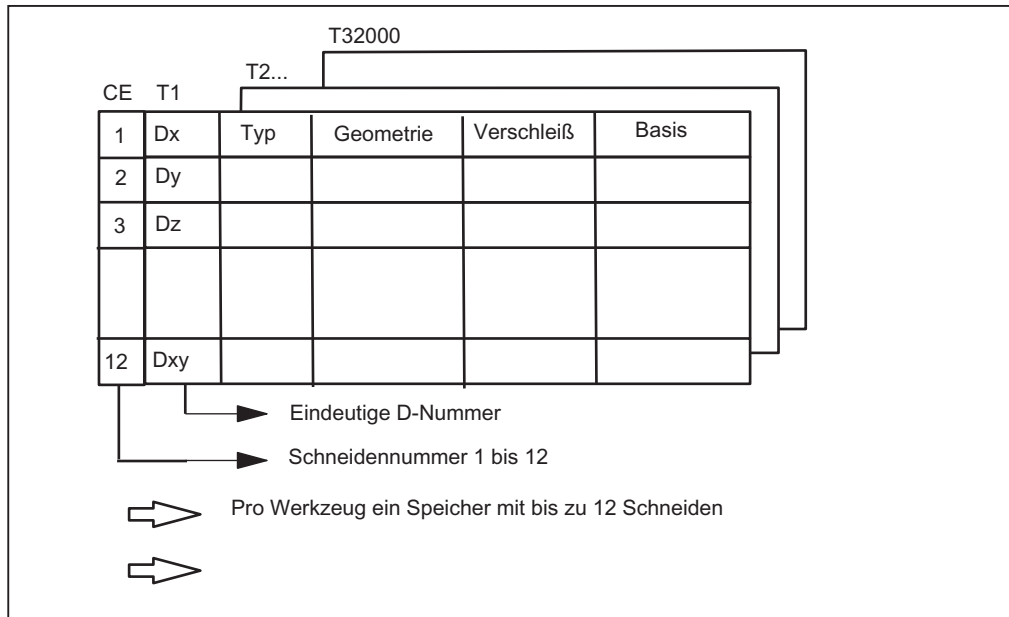 T32000
T2...
CE T1
1 Dx Typ Geometrie Verschleiß Basis
2 Dy
3 Dz
12 Dxy
Eindeutige D-Nummer
Schneidennummer 1 bis 12
Pro Werkzeug ein Speicher mit bis zu 12 Schneiden